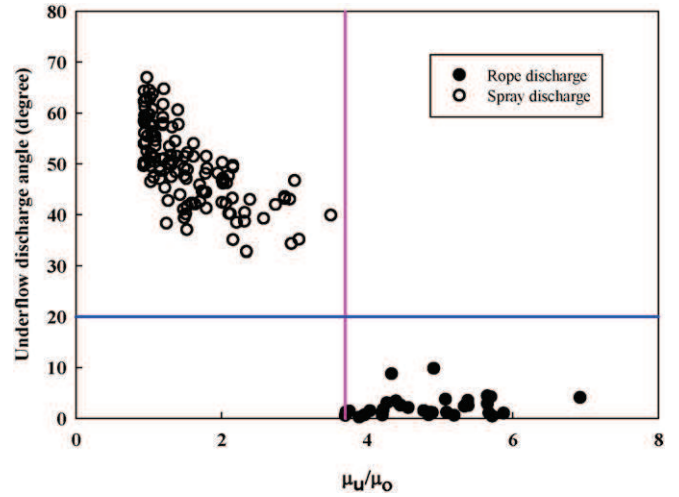 80
70
60
50
40
30
20
10
0
Underflow discharge angle (degree)
Rope discharge
Spray discharge
0 2 4 6 8
μu/μo